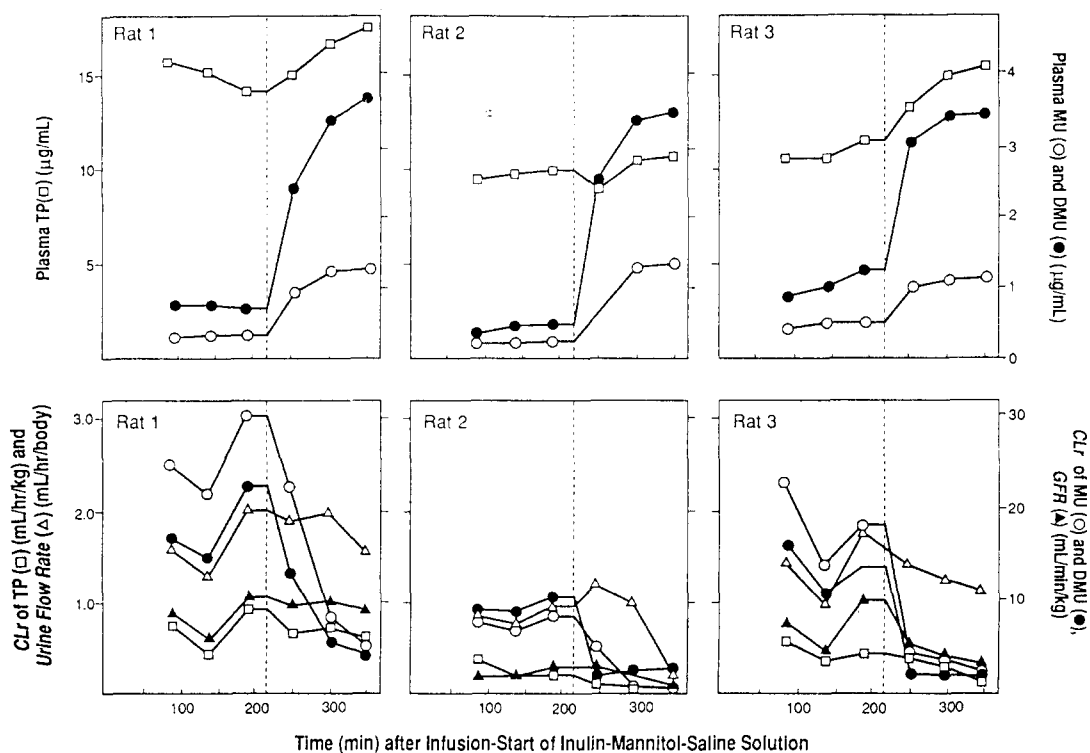 Rat 1
Rat 2
Rat 3
Plasma TP(□) (µg/mL)
15
10
5
Plasma MU (○) and DMU (●) (µg/mL)
4
3
2
1
0
Rat 1
Rat 2
Rat 3
CLr of TP (□) (mL/hr/kg) and
Urine Flow Rate (△) (mL/hr/body)
3.0
2.0
1.0
CLr of MU (○) and DMU (●),
GFR (▲) (mL/min/kg)
30
20
10
100 200 300
100 200 300
100 200 300
Time (min) after Infusion-Start of Inulin-Mannitol-Saline Solution